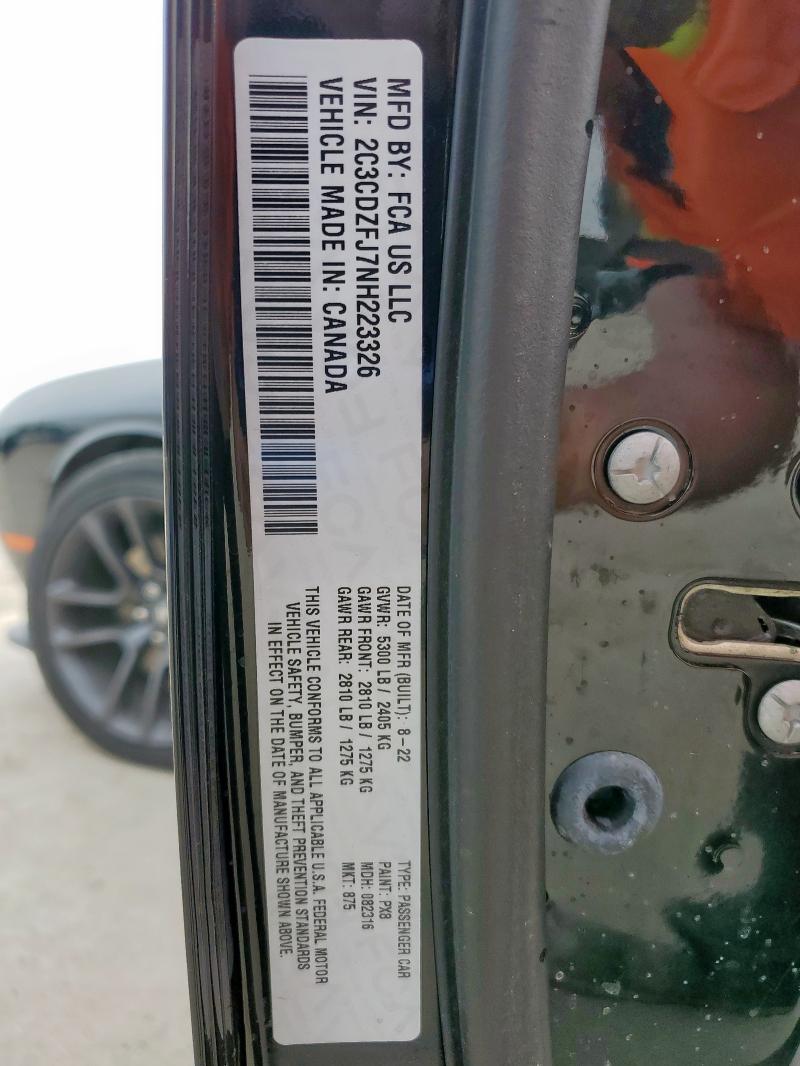 MFD BY: FCA US LLC
VIN: 2C3CDZFJ7NH223326
VEHICLE MADE IN: CANADA
DATE OF MFR (BUILT): 8-22
GVWR: 5300 LB / 2405 KG
GAWR FRONT: 2810 LB / 1275 KG
GAWR REAR: 2810 LB / 1275 KG
THIS VEHICLE CONFORMS TO ALL APPLICABLE U.S.A. FEDERAL MOTOR
VEHICLE SAFETY, BUMPER, AND THEFT PREVENTION STANDARDS
IN EFFECT ON THE DATE OF MANUFACTURE SHOWN ABOVE.
TYPE: PASSENGER CAR
PAINT: PX8
MDH: 082316
MKT: 875